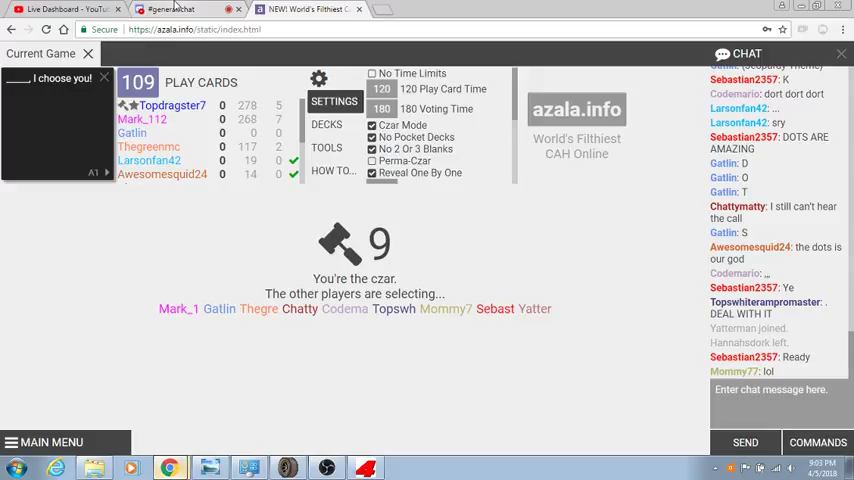 Live Dashboard - YouTu
#generalchat
NEW! World's Filthiest C
Secure
https://azala.info/static/index.html
Current Game
____, I choose you!
A1
109 PLAY CARDS
Topdragster7 0 278 5
Mark_112 0 268 7
Gatlin 0 0 0
Thegreenmc 0 117 2
Larsonfan42 0 19 0
Awesomesquid24 0 14 0
SETTINGS
DECKS
TOOLS
HOW TO...
No Time Limits
120 120 Play Card Time
180 180 Voting Time
Czar Mode
No Pocket Decks
No 2 Or 3 Blanks
Perma-Czar
Reveal One By One
azala.info
World's Filthiest
CAH Online
9
You're the czar.
The other players are selecting...
Mark_1 Gatlin Thegre Chatty Codema Topswh Mommy7 Sebast Yatter
CHAT
Gatlin: (Jeopardy Theme)
Sebastian2357: K
Codemario: dort dort dort
Larsonfan42: ...
Larsonfan42: sry
Sebastian2357: DOTS ARE
AMAZING
Gatlin: D
Gatlin: O
Gatlin: T
Chattymatty: I still can't hear
the call
Gatlin: S
Awesomesquid24: the dots is
our god
Codemario: ,,,
Sebastian2357: Ye
Topswhiterampromaster: .
DEAL WITH IT
Yatterman joined.
Hannahsdork left.
Sebastian2357: Ready
Mommy77: lol
Enter chat message here.
SEND
COMMANDS
MAIN MENU
9:03 PM
4/5/2018